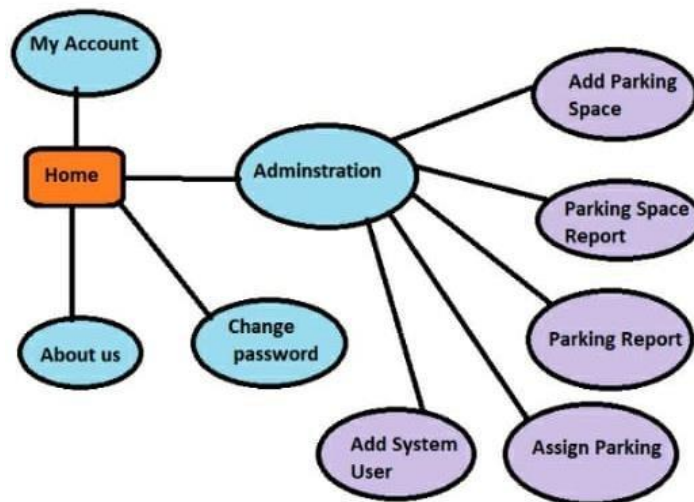 My Account
Add Parking
Space
Home
Adminstration
Parking Space
Report
About us
Change
password
Parking Report
Add System
User
Assign Parking